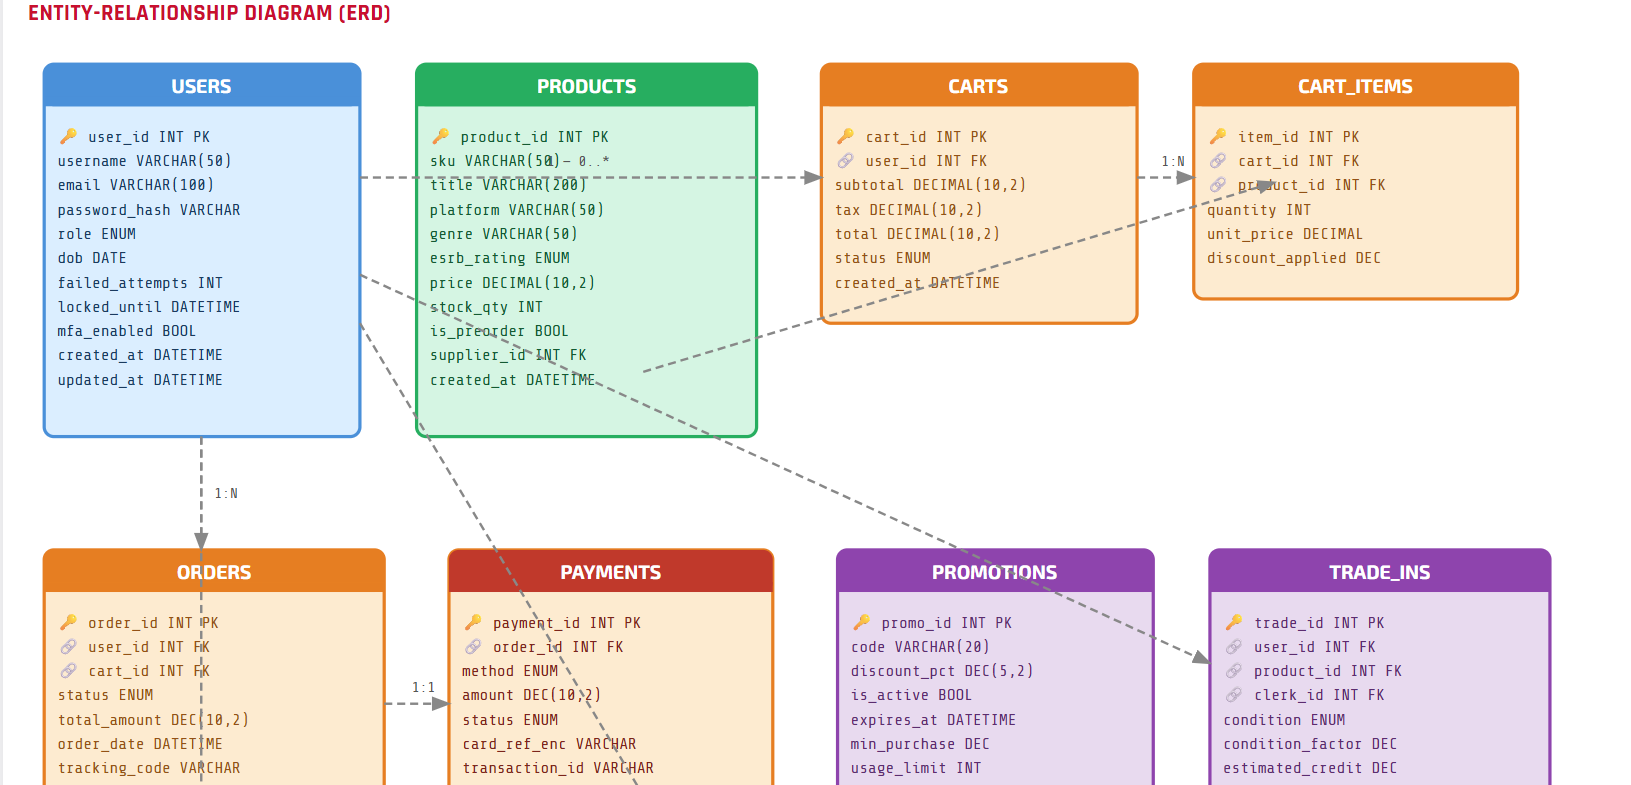 ENTITY-RELATIONSHIP DIAGRAM (ERD)
USERS
user_id INT PK
username VARCHAR(50)
email VARCHAR(100)
password_hash VARCHAR
role ENUM
dob DATE
failed_attempts INT
locked_until DATETIME
mfa_enabled BOOL
created_at DATETIME
updated_at DATETIME
PRODUCTS
product_id INT PK
sku VARCHAR(50)
1 — 0..*
title VARCHAR(200)
platform VARCHAR(50)
genre VARCHAR(50)
esrb_rating ENUM
price DECIMAL(10,2)
stock_qty INT
is_preorder BOOL
supplier_id INT FK
created_at DATETIME
CARTS
cart_id INT PK
user_id INT FK
subtotal DECIMAL(10,2)
tax DECIMAL(10,2)
total DECIMAL(10,2)
status ENUM
created_at DATETIME
1:N
CART_ITEMS
item_id INT PK
cart_id INT FK
product_id INT FK
quantity INT
unit_price DECIMAL
discount_applied DEC
1:N
ORDERS
order_id INT PK
user_id INT FK
cart_id INT FK
status ENUM
total_amount DEC(10,2)
order_date DATETIME
tracking_code VARCHAR
1:1
PAYMENTS
payment_id INT PK
order_id INT FK
method ENUM
amount DEC(10,2)
status ENUM
card_ref_enc VARCHAR
transaction_id VARCHAR
PROMOTIONS
promo_id INT PK
code VARCHAR(20)
discount_pct DEC(5,2)
is_active BOOL
expires_at DATETIME
min_purchase DEC
usage_limit INT
TRADE_INS
trade_id INT PK
user_id INT FK
product_id INT FK
clerk_id INT FK
condition ENUM
condition_factor DEC
estimated_credit DEC